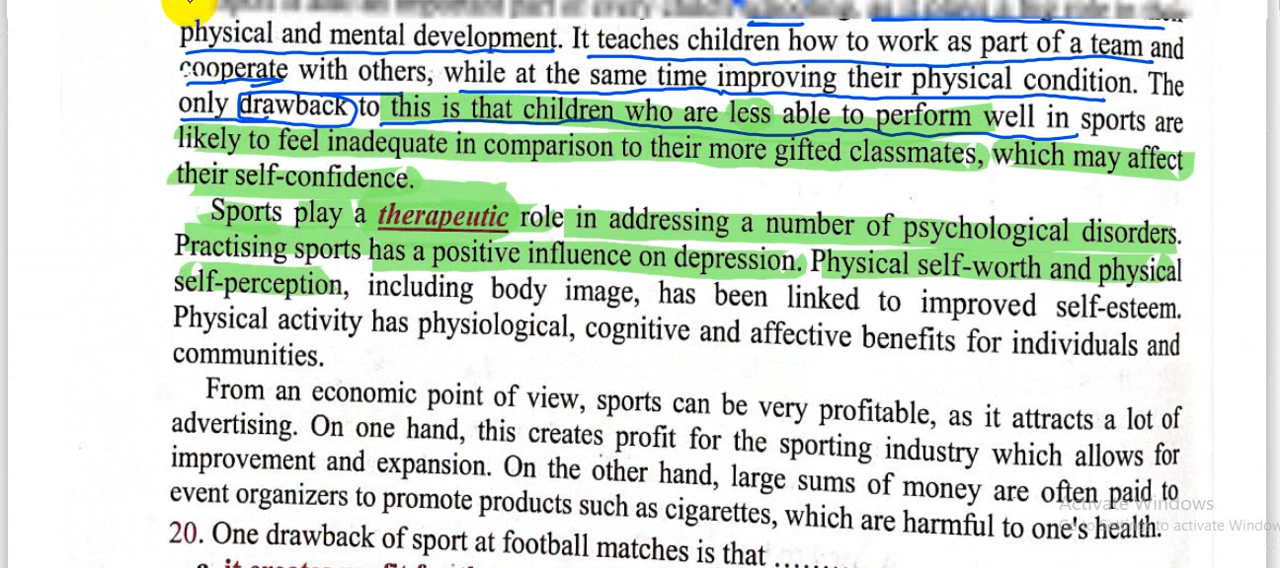 physical and mental development. It teaches children how to work as part of a team and
cooperate with others, while at the same time improving their physical condition. The
only drawback to this is that children who are less able to perform well in sports are
likely to feel inadequate in comparison to their more gifted classmates, which may affect
their self-confidence.
Sports play a therapeutic role in addressing a number of psychological disorders.
Practising sports has a positive influence on depression. Physical self-worth and physical
self-perception, including body image, has been linked to improved self-esteem.
Physical activity has physiological, cognitive and affective benefits for individuals and
communities.
From an economic point of view, sports can be very profitable, as it attracts a lot of
advertising. On one hand, this creates profit for the sporting industry which allows for
improvement and expansion. On the other hand, large sums of money are often paid to
event organizers to promote products such as cigarettes, which are harmful to one's health.
Activate Windows
to activate Window
20. One drawback of sport at football matches is that .........